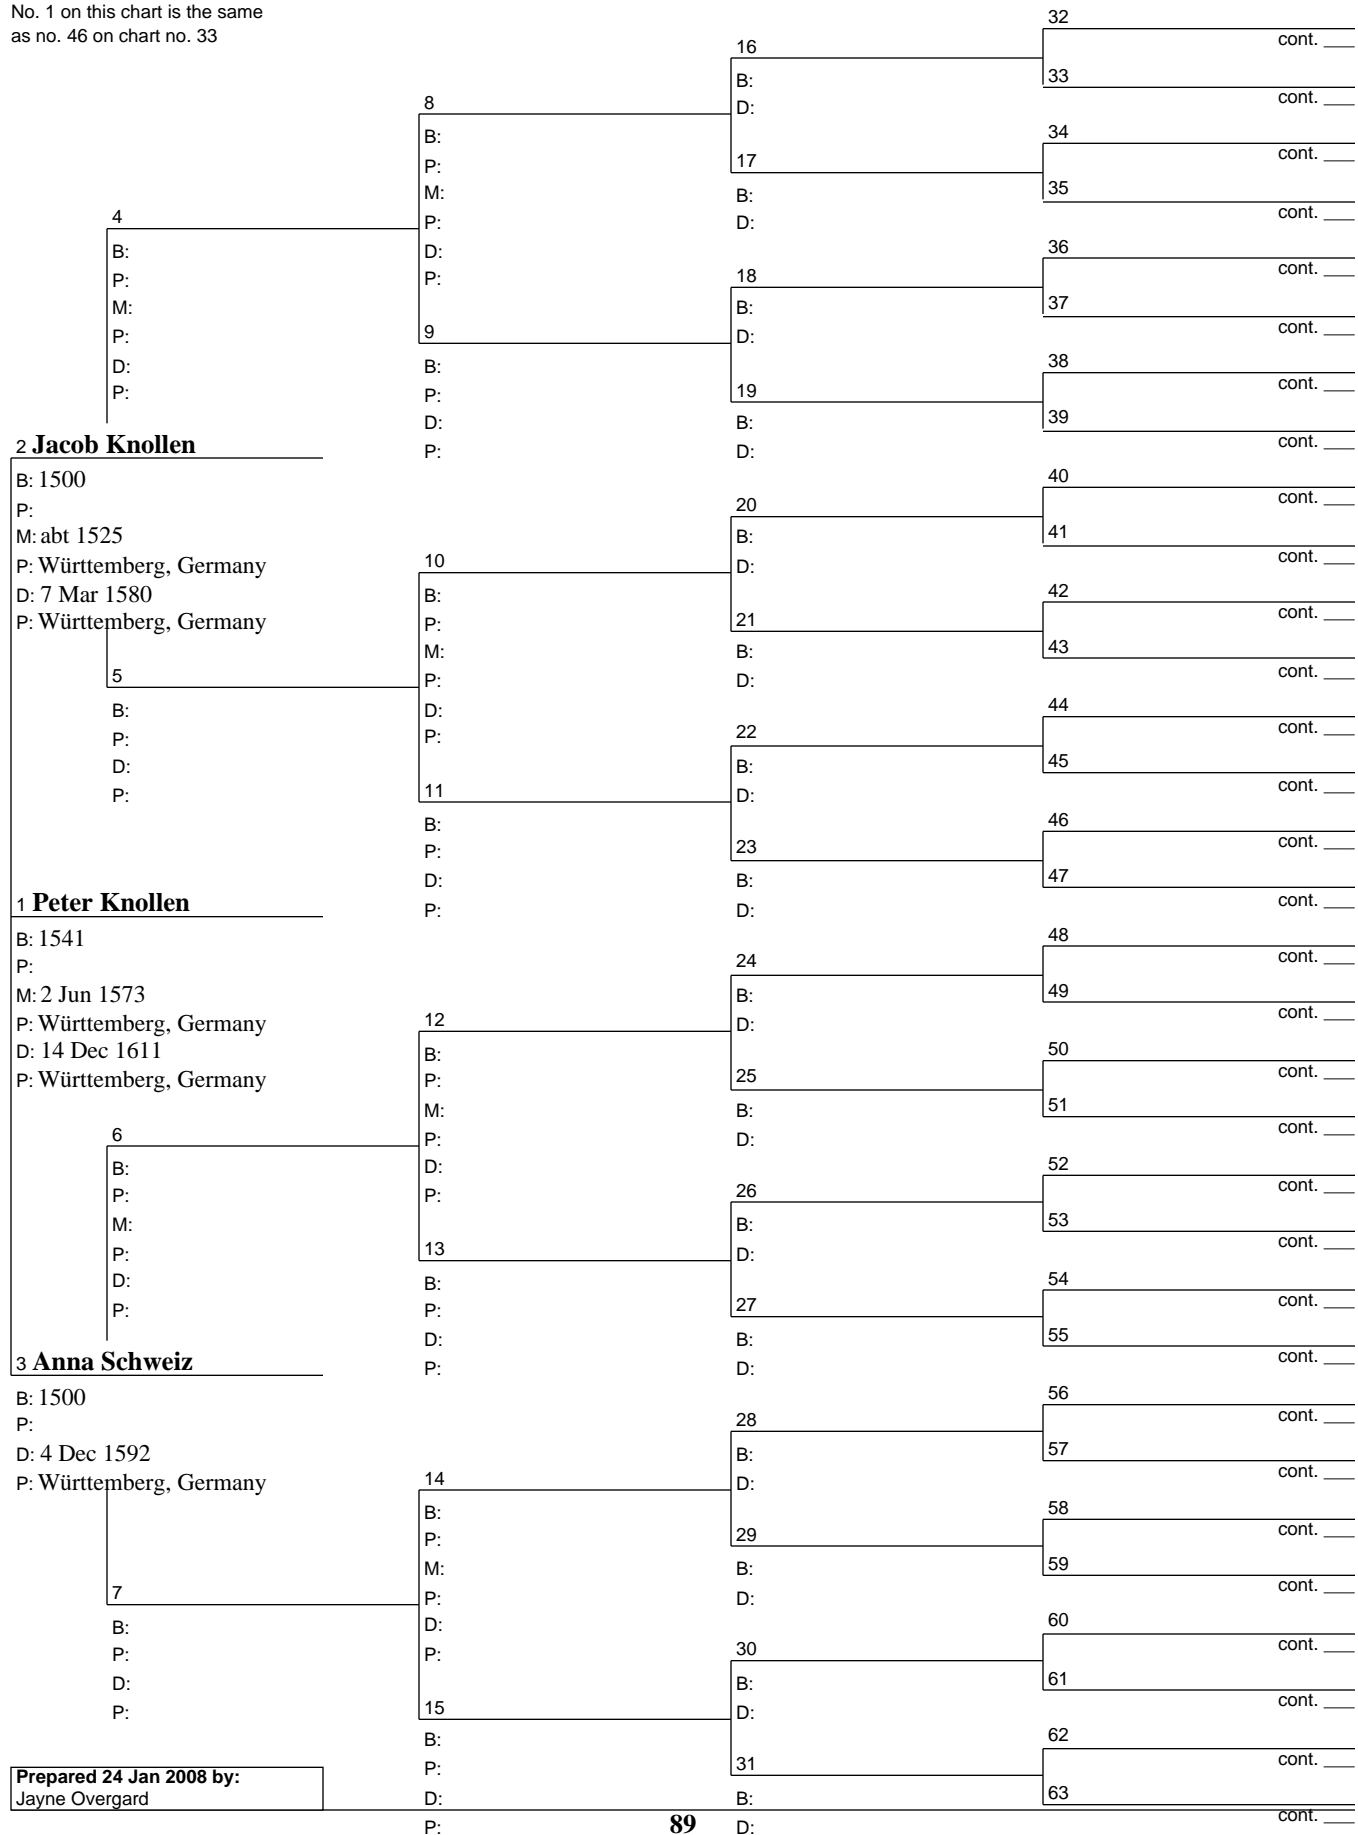 No. 1 on this chart is the same
as no. 46 on chart no. 33
2 Jacob Knollen
B: 1500
P:
M: abt 1525
P: Württemberg, Germany
D: 7 Mar 1580
P: Württemberg, Germany
1 Peter Knollen
B: 1541
P:
M: 2 Jun 1573
P: Württemberg, Germany
D: 14 Dec 1611
P: Württemberg, Germany
3 Anna Schweiz
B: 1500
P:
D: 4 Dec 1592
P: Württemberg, Germany
4
B:
P:
M:
P:
D:
P:
5
B:
P:
D:
P:
6
B:
P:
M:
P:
D:
P:
7
B:
P:
D:
P:
8
B:
P:
M:
P:
D:
P:
9
B:
P:
D:
P:
10
B:
P:
M:
P:
D:
P:
11
B:
P:
D:
P:
12
B:
P:
M:
P:
D:
P:
13
B:
P:
D:
P:
14
B:
P:
M:
P:
D:
P:
15
B:
P:
D:
P:
16
B:
D:
17
B:
D:
18
B:
D:
19
B:
D:
20
B:
D:
21
B:
D:
22
B:
D:
23
B:
D:
24
B:
D:
25
B:
D:
26
B:
D:
27
B:
D:
28
B:
D:
29
B:
D:
30
B:
D:
31
B:
D:
32
cont. ___
33
cont. ___
34
cont. ___
35
cont. ___
36
cont. ___
37
cont. ___
38
cont. ___
39
cont. ___
40
cont. ___
41
cont. ___
42
cont. ___
43
cont. ___
44
cont. ___
45
cont. ___
46
cont. ___
47
cont. ___
48
cont. ___
49
cont. ___
50
cont. ___
51
cont. ___
52
cont. ___
53
cont. ___
54
cont. ___
55
cont. ___
56
cont. ___
57
cont. ___
58
cont. ___
59
cont. ___
60
cont. ___
61
cont. ___
62
cont. ___
63
cont. ___
Prepared 24 Jan 2008 by:
Jayne Overgard
89